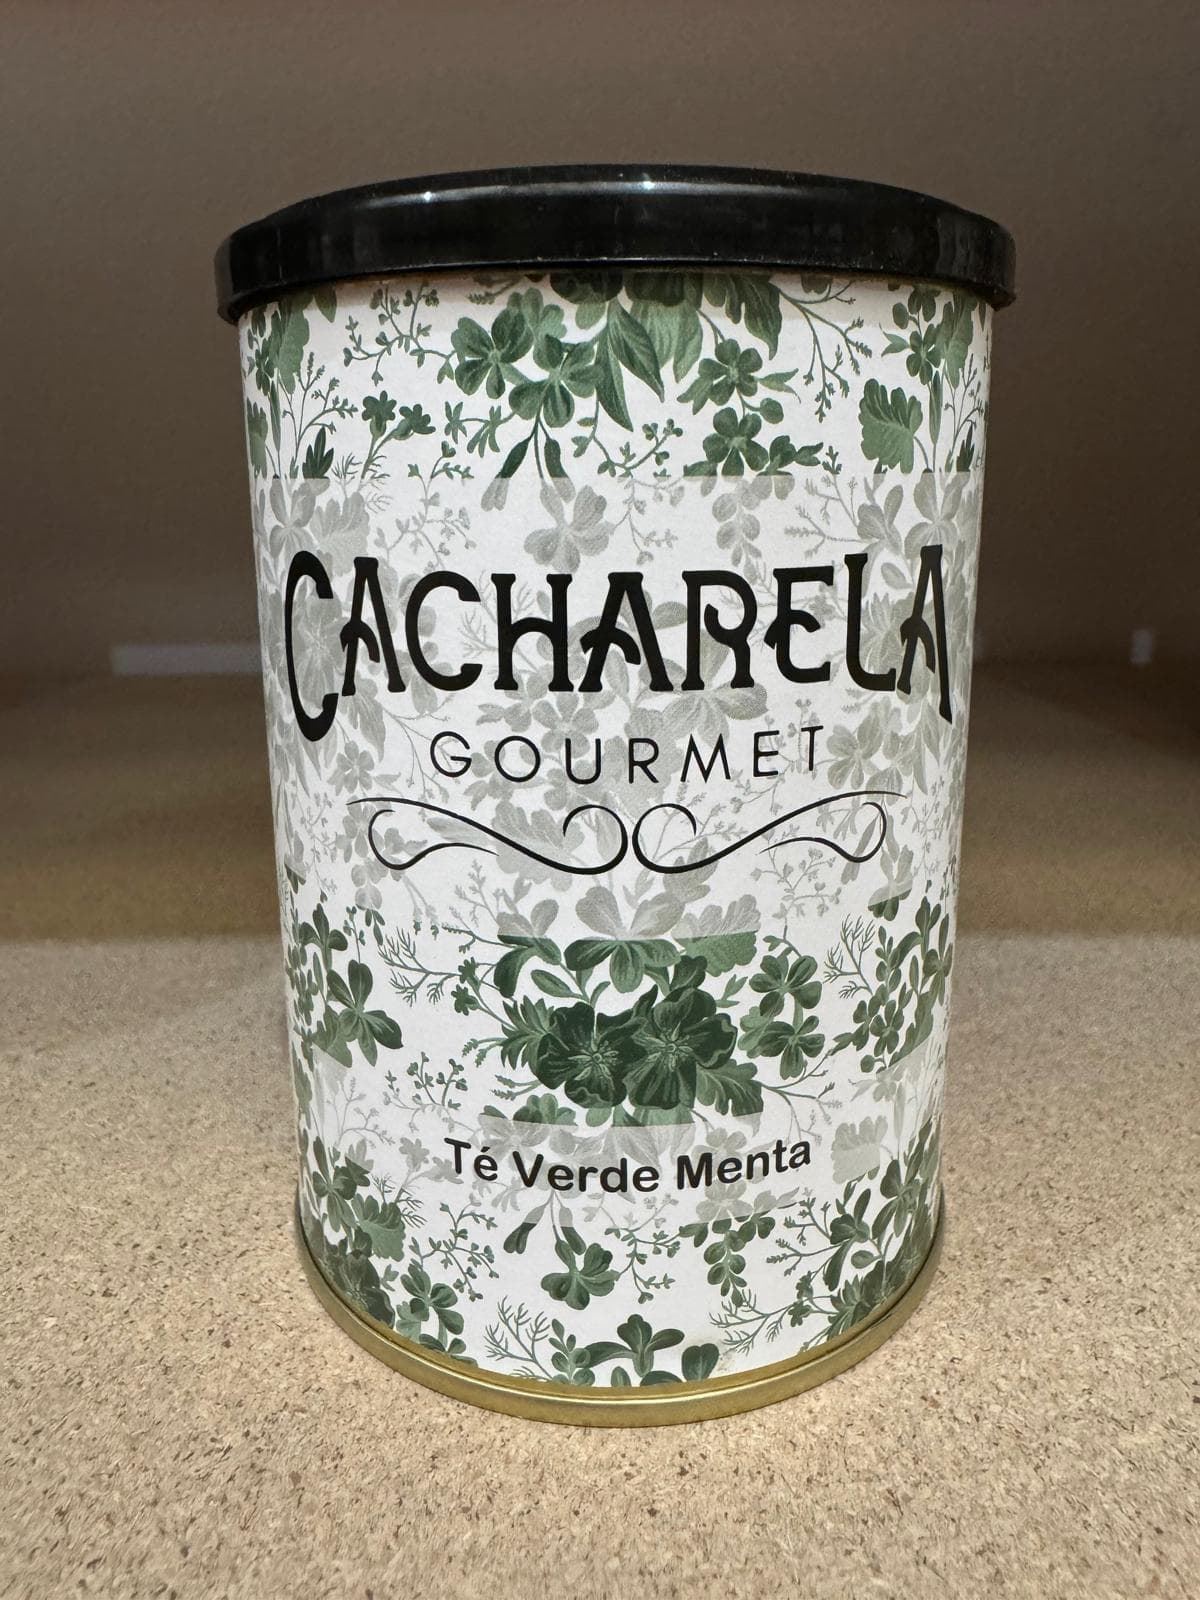 CACHARELA
GOURMET
Té Verde Menta